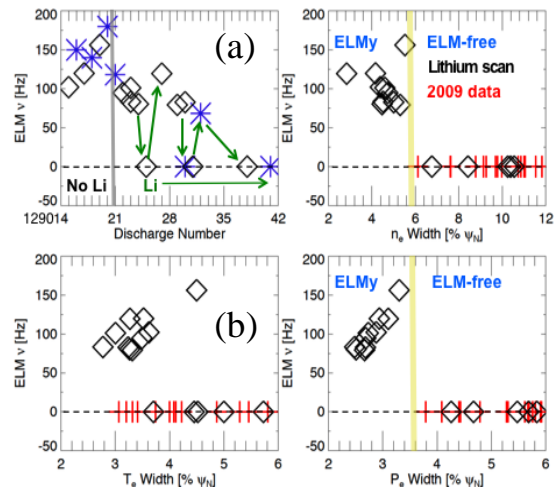 200
150
100
50
0
-50
ELM ν [Hz]
(a)
No Li
Li
129014
21
28
35
42
Discharge Number
200
150
100
50
0
-50
ELM ν [Hz]
ELMy
ELM-free
Lithium scan
2009 data
2
4
6
8
10
12
nₑ Width [% ψ_N]
200
150
100
50
0
-50
ELM ν [Hz]
(b)
2
3
4
5
6
Tₑ Width [% ψ_N]
200
150
100
50
0
-50
ELM ν [Hz]
ELMy
ELM-free
2
3
4
5
6
Pₑ Width [% ψ_N]